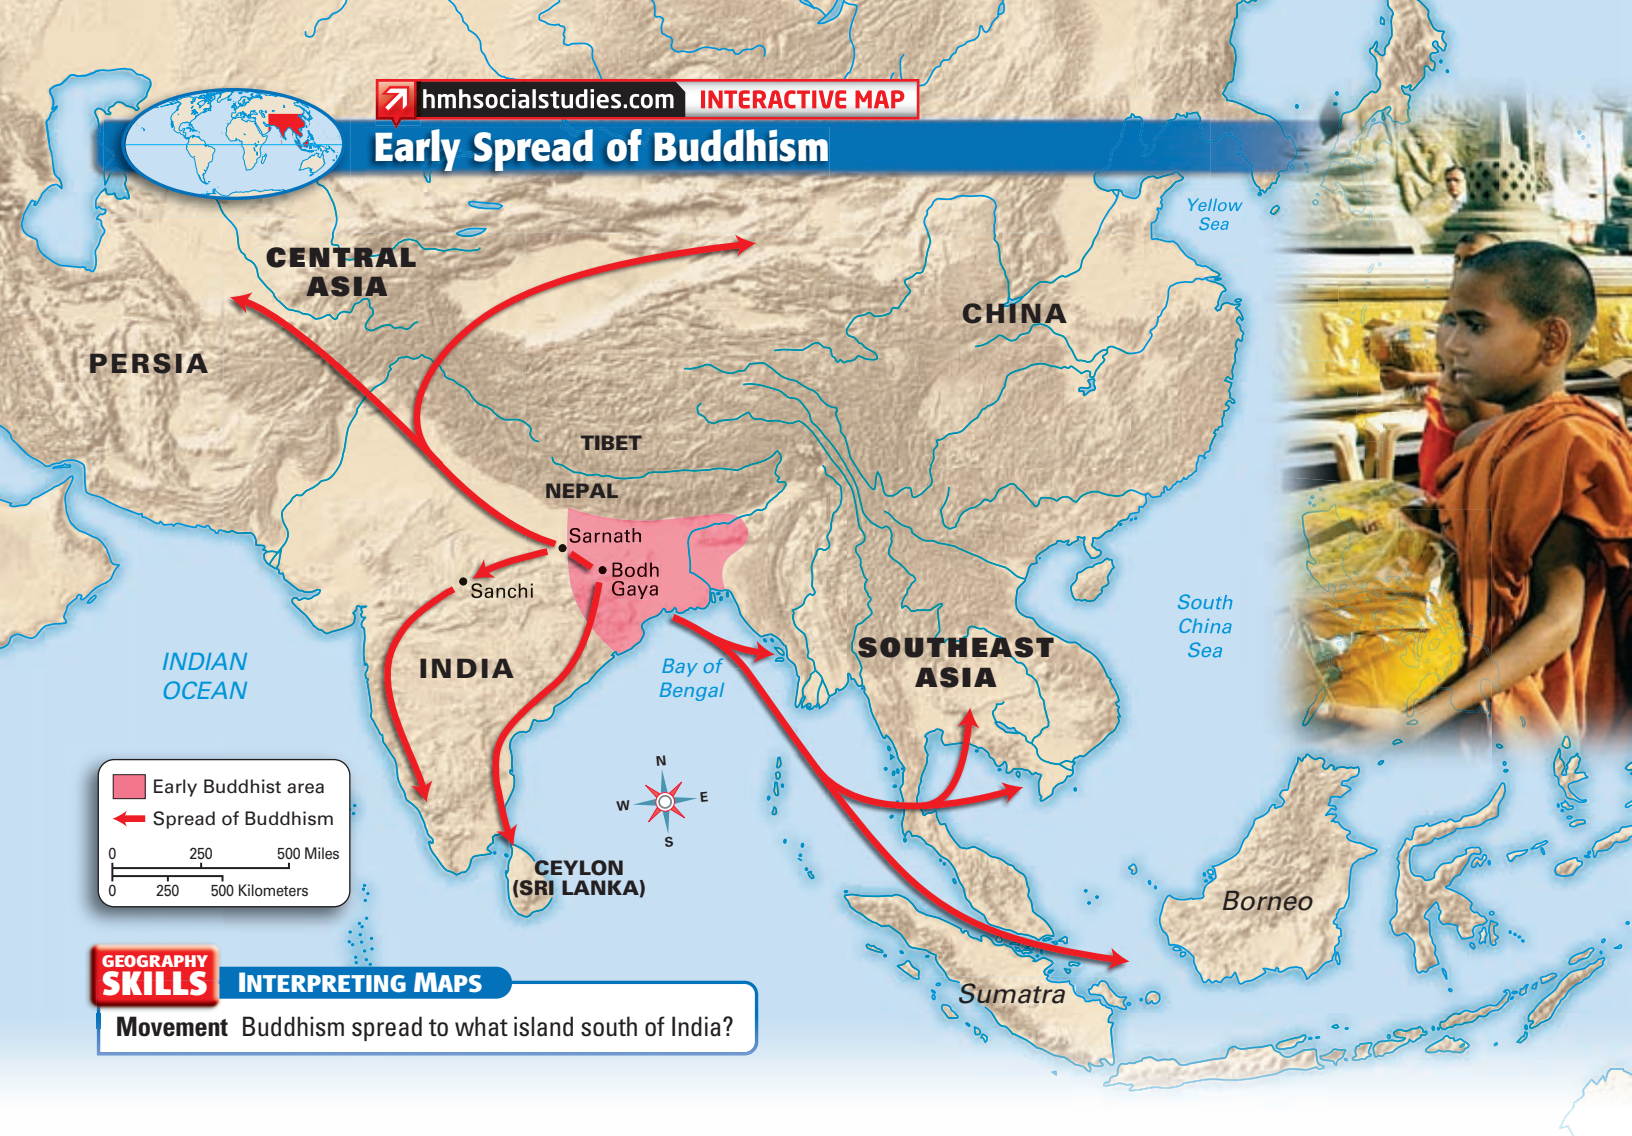 hmhsocialstudies.com INTERACTIVE MAP
Early Spread of Buddhism
Yellow
Sea
CENTRAL
ASIA
CHINA
PERSIA
TIBET
NEPAL
Sarnath
Bodh
Gaya
Sanchi
South
China
Sea
SOUTHEAST
ASIA
INDIAN
OCEAN
INDIA
Bay of
Bengal
N
W E
S
Early Buddhist area
Spread of Buddhism
0 250 500 Miles
0 250 500 Kilometers
CEYLON
(SRI LANKA)
Borneo
Sumatra
GEOGRAPHY
SKILLS
INTERPRETING MAPS
Movement Buddhism spread to what island south of India?